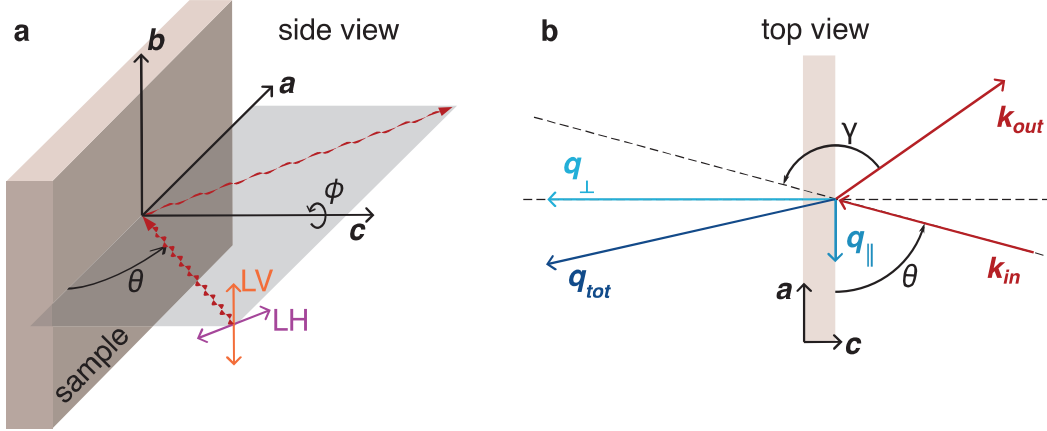 a
side view
b
a
ϕ
c
θ
LV
LH
sample
b
top view
k_out
γ
q_⊥
q_∥
q_tot
θ
k_in
a
c